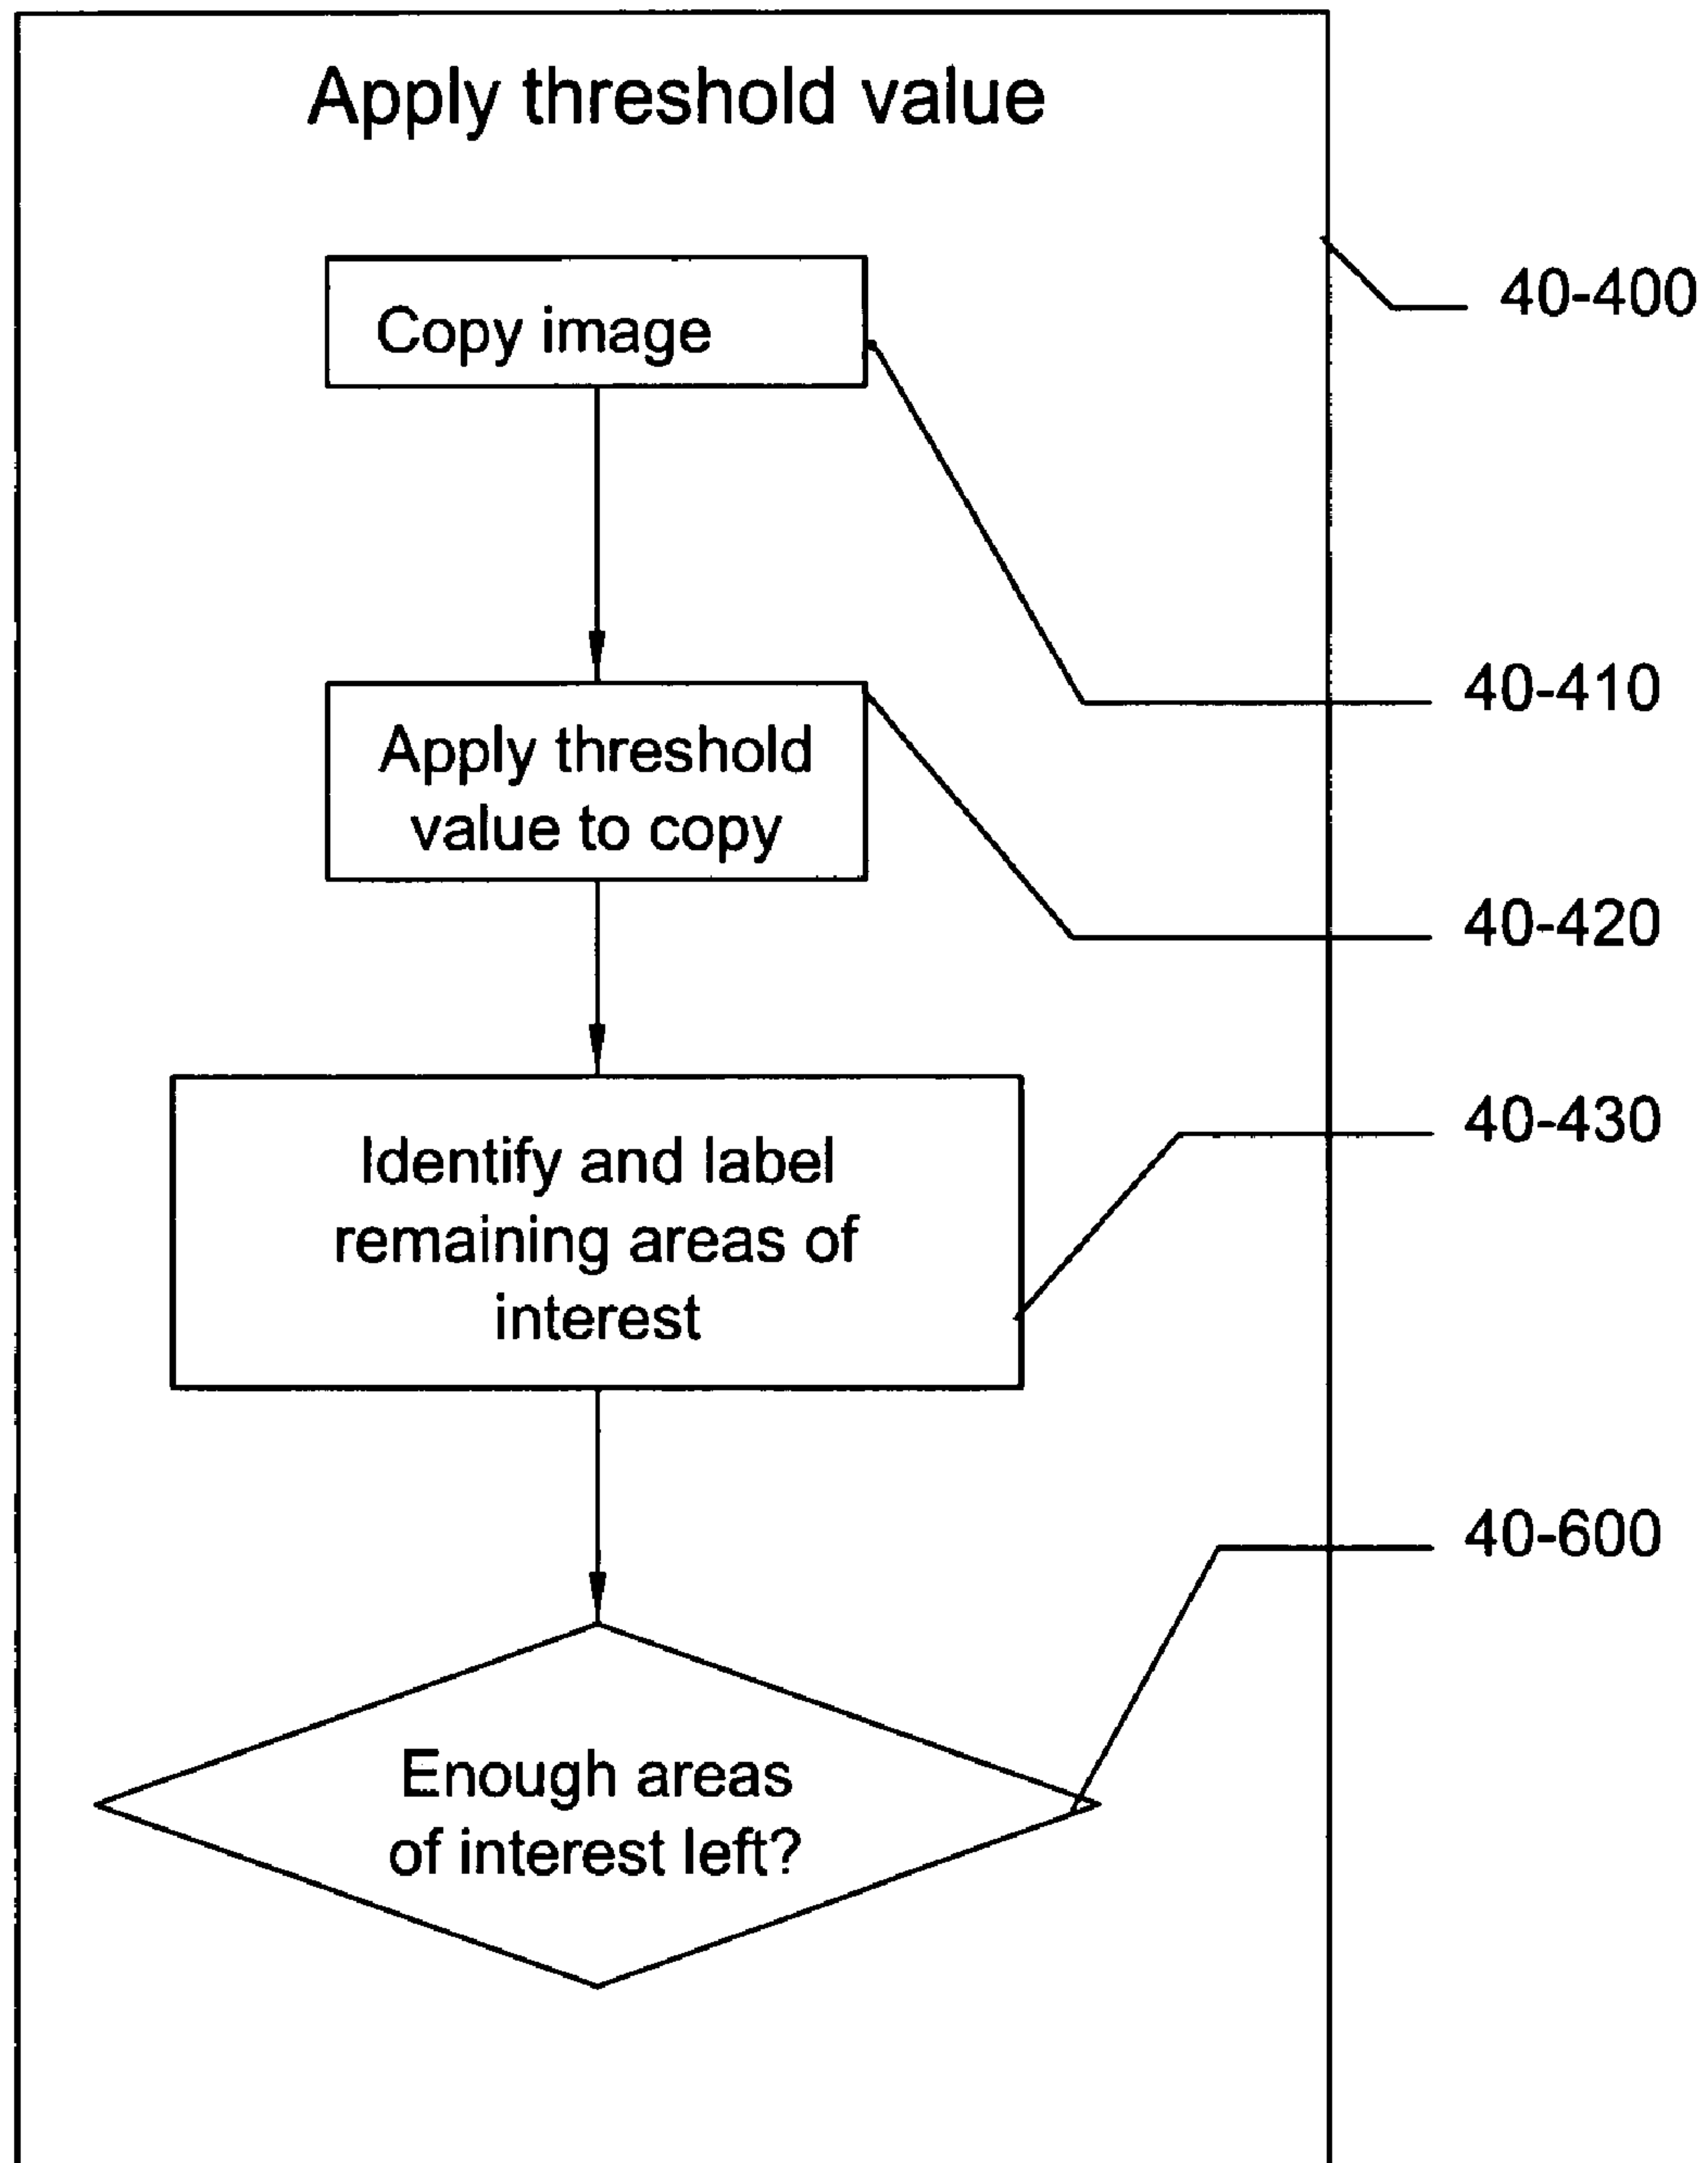 Apply threshold value
Copy image
40-400
40-410
Apply threshold
value to copy
40-420
40-430
Identify and label
remaining areas of
interest
40-600
Enough areas
of interest left?